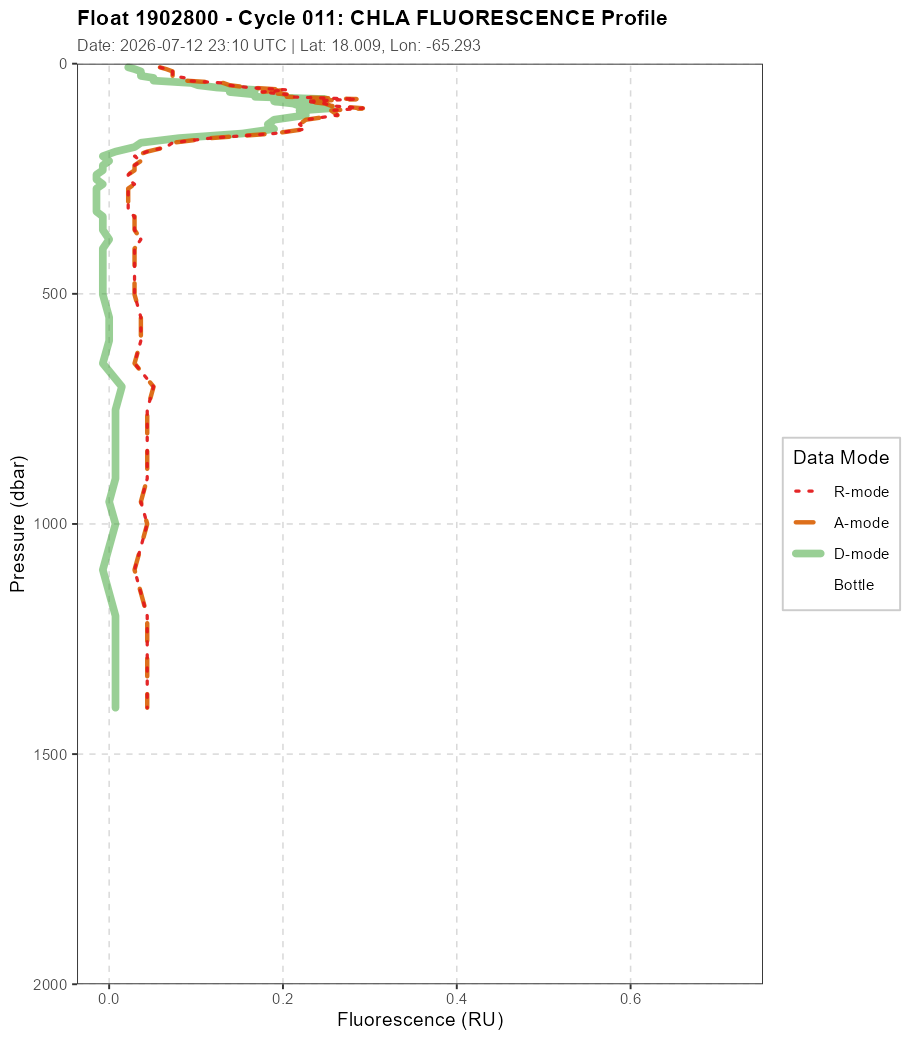 Float 1902800 - Cycle 011: CHLA FLUORESCENCE Profile
Date: 2026-07-12 23:10 UTC | Lat: 18.009, Lon: -65.293
0
500
1000
1500
2000
Pressure (dbar)
0.0 0.2 0.4 0.6
Fluorescence (RU)
Data Mode
R-mode
A-mode
D-mode
Bottle